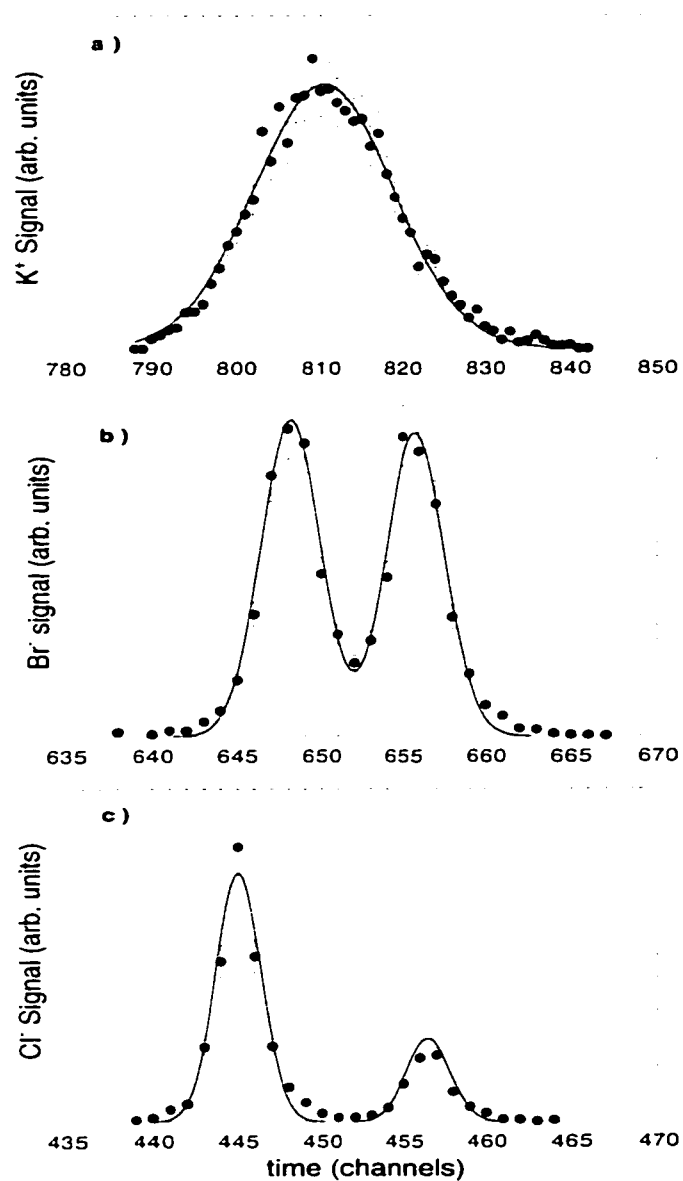 a )
K⁺ Signal (arb. units)
780 790 800 810 820 830 840 850
b )
Br⁻ signal (arb. units)
635 640 645 650 655 660 665 670
c )
Cl⁻ Signal (arb. units)
435 440 445 450 455 460 465 470
time (channels)